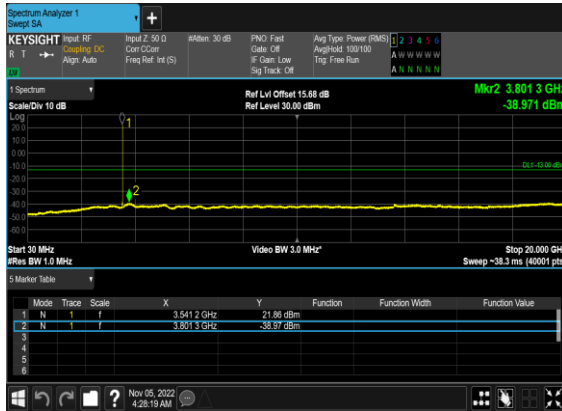 Spectrum Analyzer 1
Swept SA
+
KEYSIGHT Input: RF Input Z: 50 Ω #Atten: 30 dB PNO: Fast Avg Type: Power (RMS) 1 2 3 4 5 6
R T Coupling: DC Corr CCorr Gate: Off Avg|Hold: 100/100 A W W W W W
Align: Auto Freq Ref: Int (S) IF Gain: Low Trig: Free Run
LXI Sig Track: Off A N N N N N
1 Spectrum Ref Lvl Offset 15.68 dB Mkr2 3.801 3 GHz
Scale/Div 10 dB Ref Level 30.00 dBm -38.971 dBm
Log
20.0
10.0
0.00
-10.0
-20.0
-30.0
-40.0
-50.0
-60.0
1
DL1 -13.00 dBm
2
Start 30 MHz Video BW 3.0 MHz* Stop 20.000 GHz
#Res BW 1.0 MHz Sweep ~38.3 ms (40001 pts)
5 Marker Table
Mode Trace Scale X Y Function Function Width Function Value
1 N 1 f 3.541 2 GHz 21.86 dBm
2 N 1 f 3.801 3 GHz -38.97 dBm
3
4
5
6
? Nov 05, 2022
4:28:19 AM